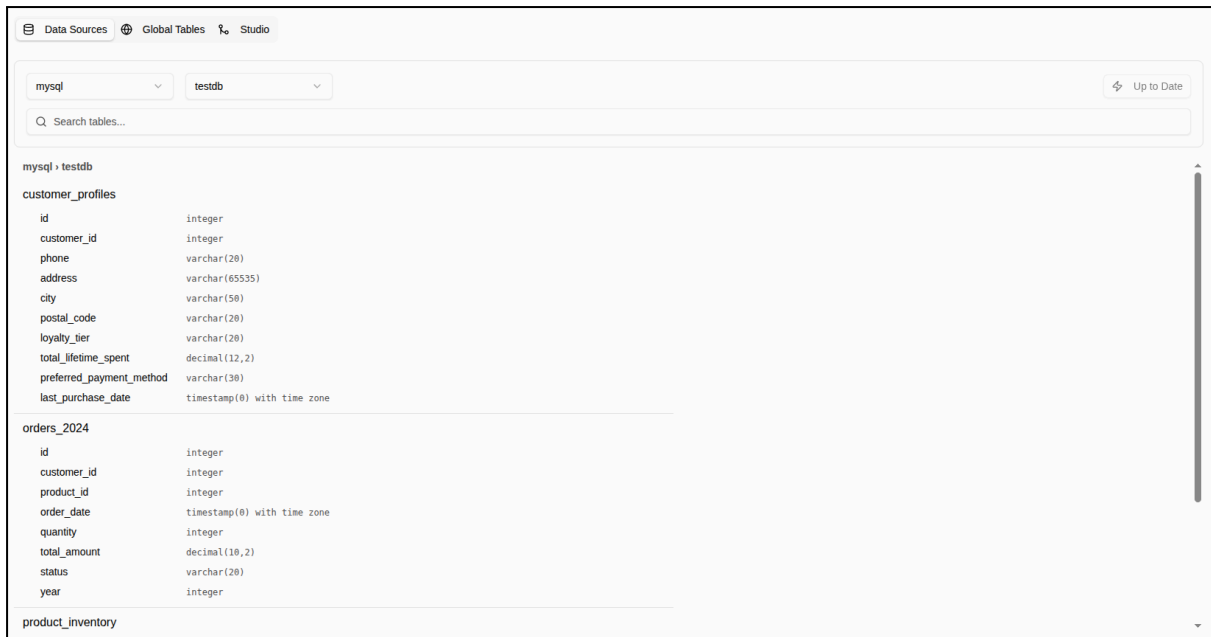 Data Sources Global Tables Studio
mysql testdb Up to Date
Search tables...
mysql › testdb
customer_profiles
id integer
customer_id integer
phone varchar(20)
address varchar(65535)
city varchar(50)
postal_code varchar(20)
loyalty_tier varchar(20)
total_lifetime_spent decimal(12,2)
preferred_payment_method varchar(30)
last_purchase_date timestamp(0) with time zone
orders_2024
id integer
customer_id integer
product_id integer
order_date timestamp(0) with time zone
quantity integer
total_amount decimal(10,2)
status varchar(20)
year integer
product_inventory